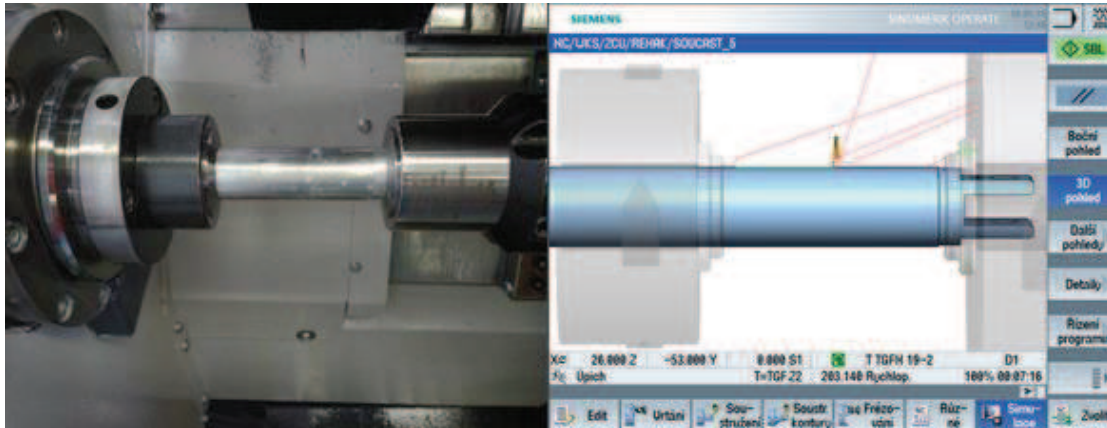 SIEMENS
SINUMERIK OPERATE
NC/WKS/ZCU/REHAK/SOUCAST_5
SBL
Boční
pohled
3D
pohled
Další
pohledy
Detaily
Řízení
programu
X 26.000 Z -53.000 Y 0.000 S1 T TGFH 19-2 D1
Úpich T=TGF.22 203.140 Rychlop. 100% 00:07:16
Edit
Vrtání
Sou-
stružení
Soustr.
kontury
Frézo-
vání
Růz-
né
Simu-
lace
Zvolit